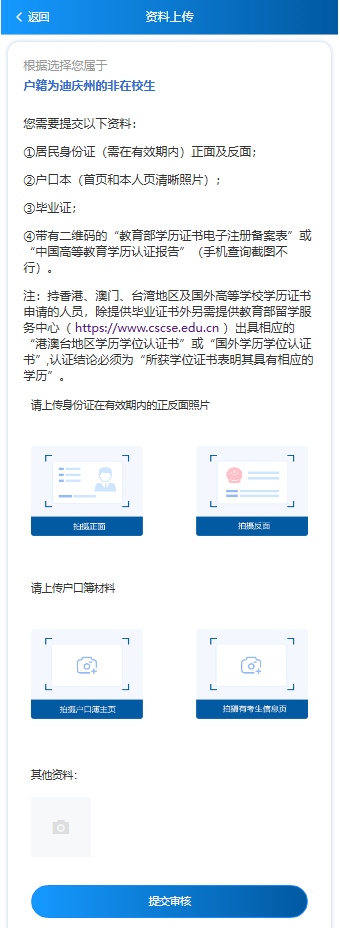 返回
资料上传
根据选择您属于
户籍为迪庆州的非在校生
您需要提交以下资料：
①居民身份证（需在有效期内）正面及反面；
②户口本（首页和本人页清晰照片）；
③毕业证；
④带有二维码的“教育部学历证书电子注册备案表”或
“中国高等教育学历认证报告”（手机查询截图不
行）。
注：持香港、澳门、台湾地区及国外高等学校学历证书
申请的人员，除提供毕业证书外另需提供教育部留学服
务中心（ https://www.cscse.edu.cn ）出具相应的
“港澳台地区学历学位认证书”或“国外学历学位认证
书”,认证结论必须为“所获学位证书表明其具有相应的
学历”。
请上传身份证在有效期内的正反面照片
拍摄正面
拍摄反面
请上传户口簿材料
拍摄户口簿主页
拍摄有考生信息页
其他资料：
提交审核